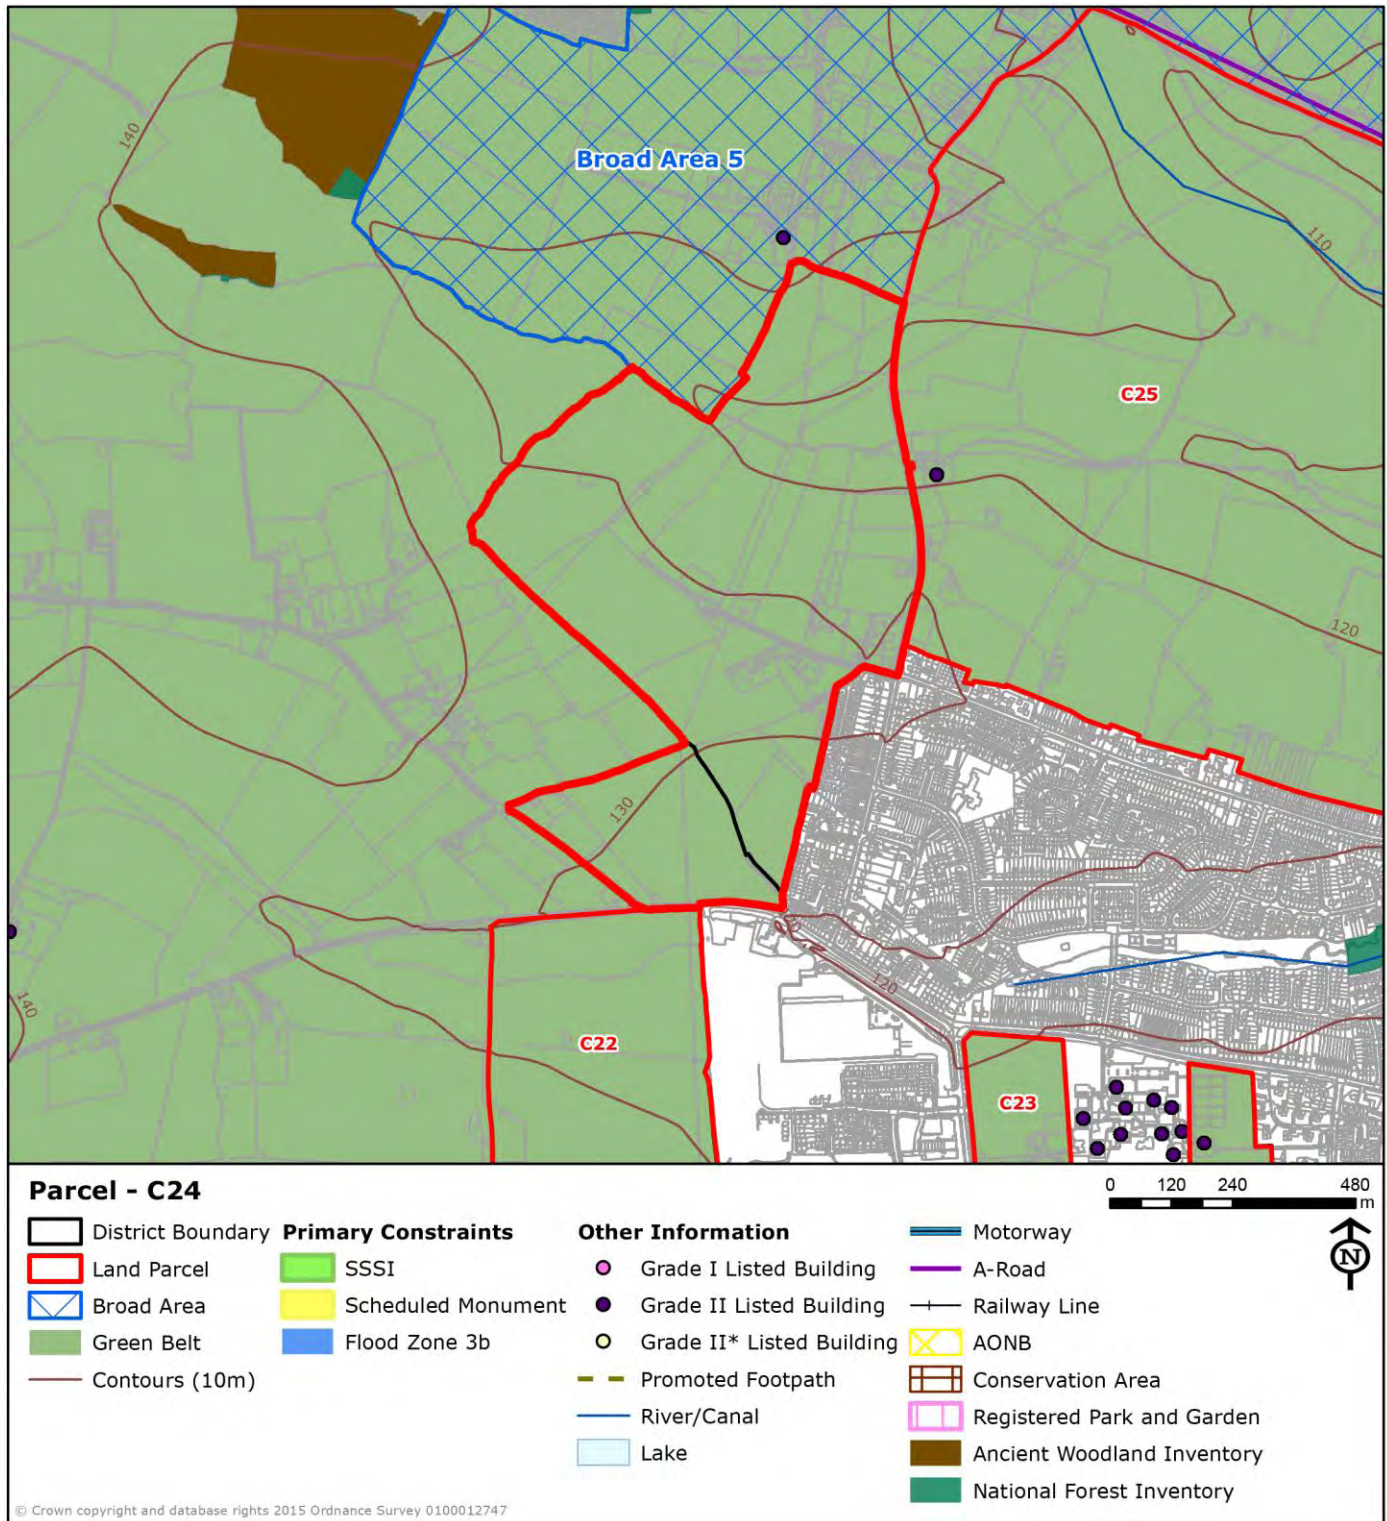 140
Broad Area 5
110
C25
120
130
140
120
C22
C23
Parcel - C24
0 120 240 480
m
District Boundary
Land Parcel
Broad Area
Green Belt
Contours (10m)
Primary Constraints
SSSI
Scheduled Monument
Flood Zone 3b
Other Information
Grade I Listed Building
Grade II Listed Building
Grade II* Listed Building
Promoted Footpath
River/Canal
Lake
Motorway
A-Road
Railway Line
AONB
Conservation Area
Registered Park and Garden
Ancient Woodland Inventory
National Forest Inventory
N
© Crown copyright and database rights 2015 Ordnance Survey 0100012747